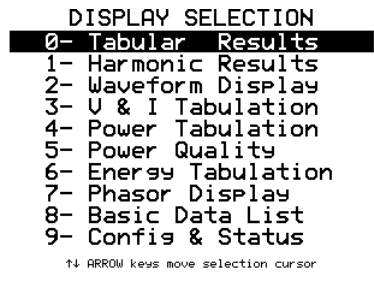 DISPLAY SELECTION
0- Tabular Results
1- Harmonic Results
2- Waveform Display
3- V & I Tabulation
4- Power Tabulation
5- Power Quality
6- Energy Tabulation
7- Phasor Display
8- Basic Data List
9- Config & Status
↑↓ ARROW keys move selection cursor